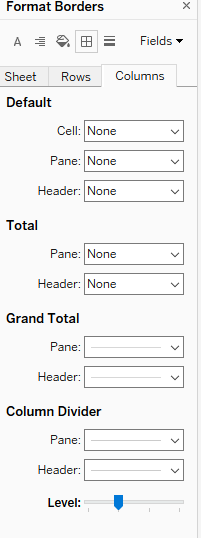 Format Borders
A Fields
Sheet Rows Columns
Default
Cell: None
Pane: None
Header: None
Total
Pane: None
Header: None
Grand Total
Pane:
Header:
Column Divider
Pane:
Header:
Level: